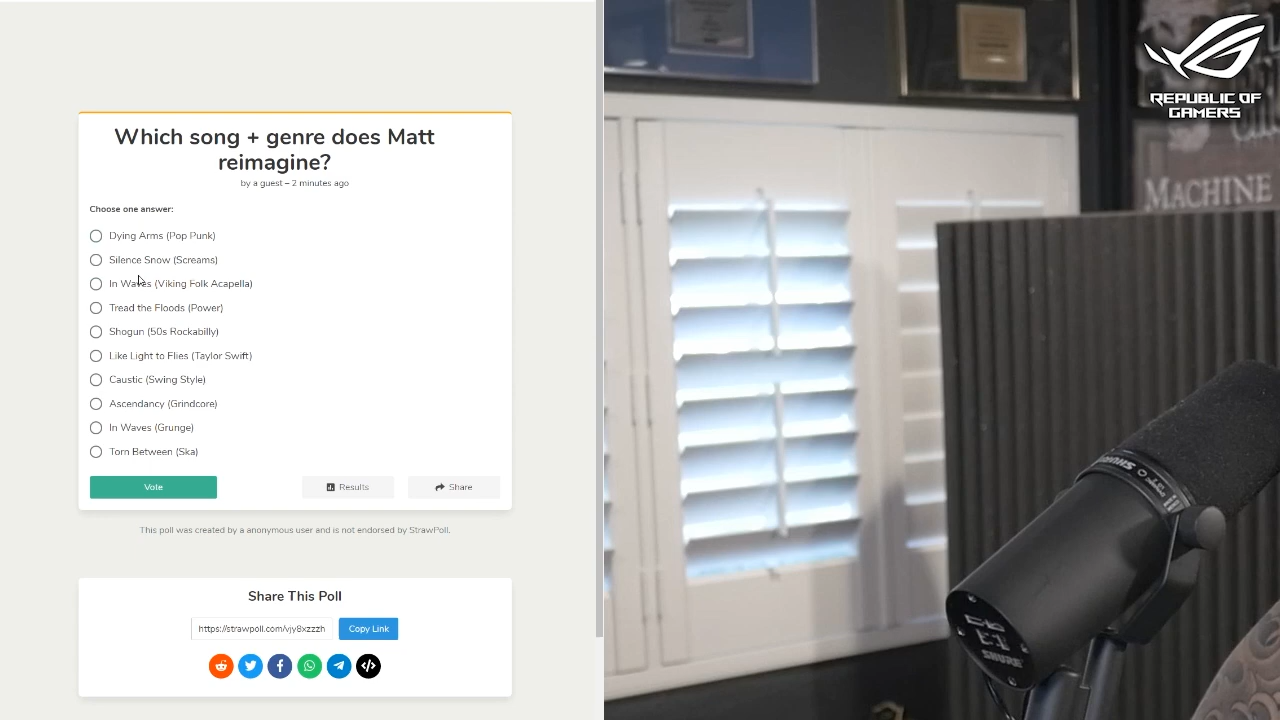 Which song + genre does Matt
reimagine?
by a guest – 2 minutes ago
Choose one answer:
Dying Arms (Pop Punk)
Silence Snow (Screams)
In Waves (Viking Folk Acapella)
Tread the Floods (Power)
Shogun (50s Rockabilly)
Like Light to Flies (Taylor Swift)
Caustic (Swing Style)
Ascendancy (Grindcore)
In Waves (Grunge)
Torn Between (Ska)
Vote
Results
Share
This poll was created by a anonymous user and is not endorsed by StrawPoll.
Share This Poll
https://strawpoll.com/vjy8xzzzh
Copy Link
REPUBLIC OF
GAMERS
MACHINE
SHURE
SHURE